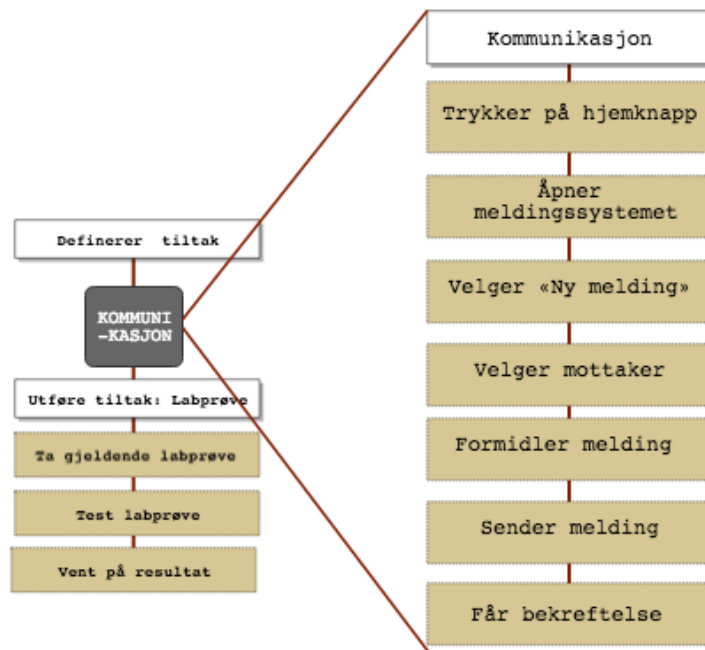 Definerer tiltak
KOMMUNI
-KASJON
Utføre tiltak: Labprøve
Ta gjeldende labprøve
Test labprøve
Vent på resultat
Kommunikasjon
Trykker på hjemknapp
Åpner
meldingssystemet
Velger «Ny melding»
Velger mottaker
Formidler melding
Sender melding
Får bekreftelse